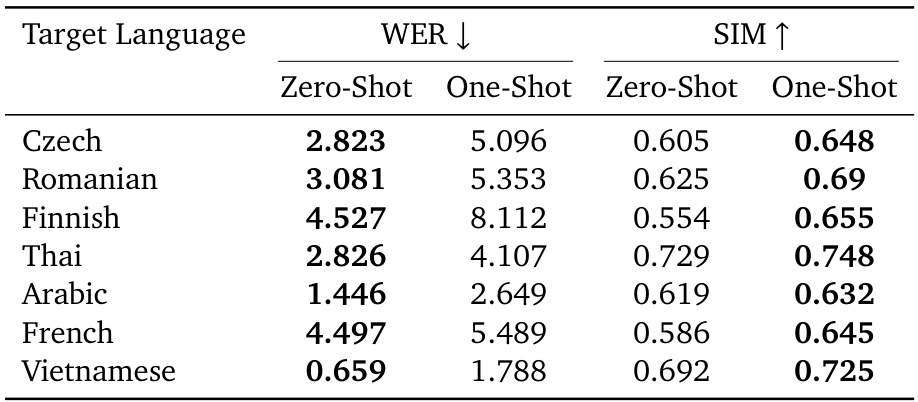 Target Language WER ↓ SIM ↑
Zero-Shot One-Shot Zero-Shot One-Shot
Czech 2.823 5.096 0.605 0.648
Romanian 3.081 5.353 0.625 0.69
Finnish 4.527 8.112 0.554 0.655
Thai 2.826 4.107 0.729 0.748
Arabic 1.446 2.649 0.619 0.632
French 4.497 5.489 0.586 0.645
Vietnamese 0.659 1.788 0.692 0.725